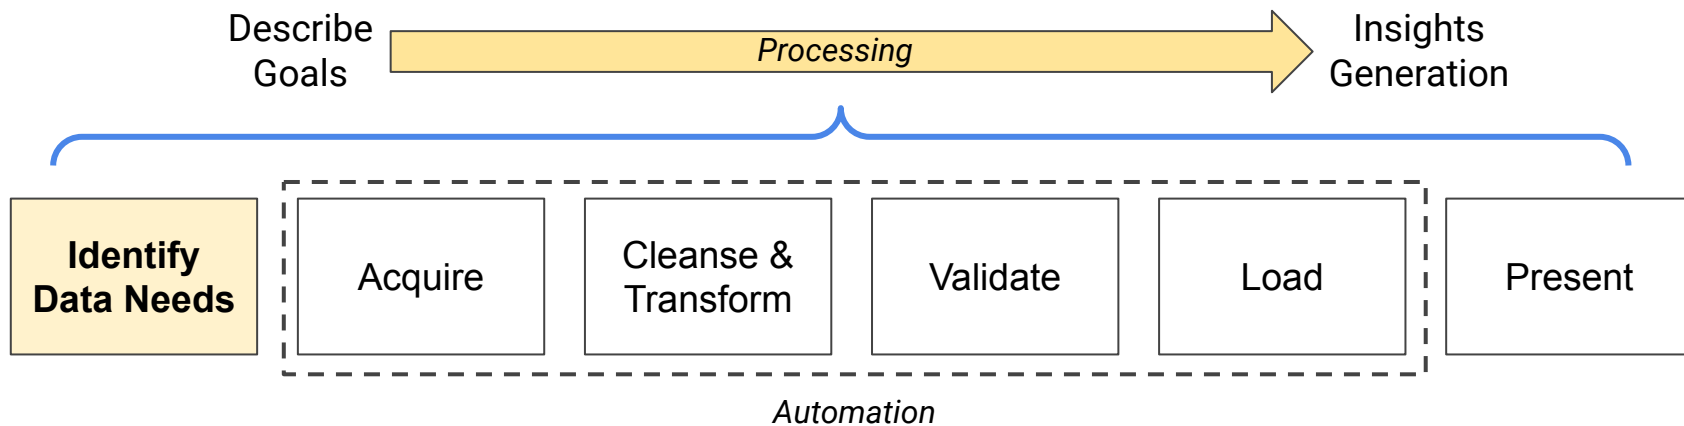 Describe
Goals
Processing
Insights
Generation
Identify
Data Needs
Acquire
Cleanse &
Transform
Validate
Load
Present
Automation